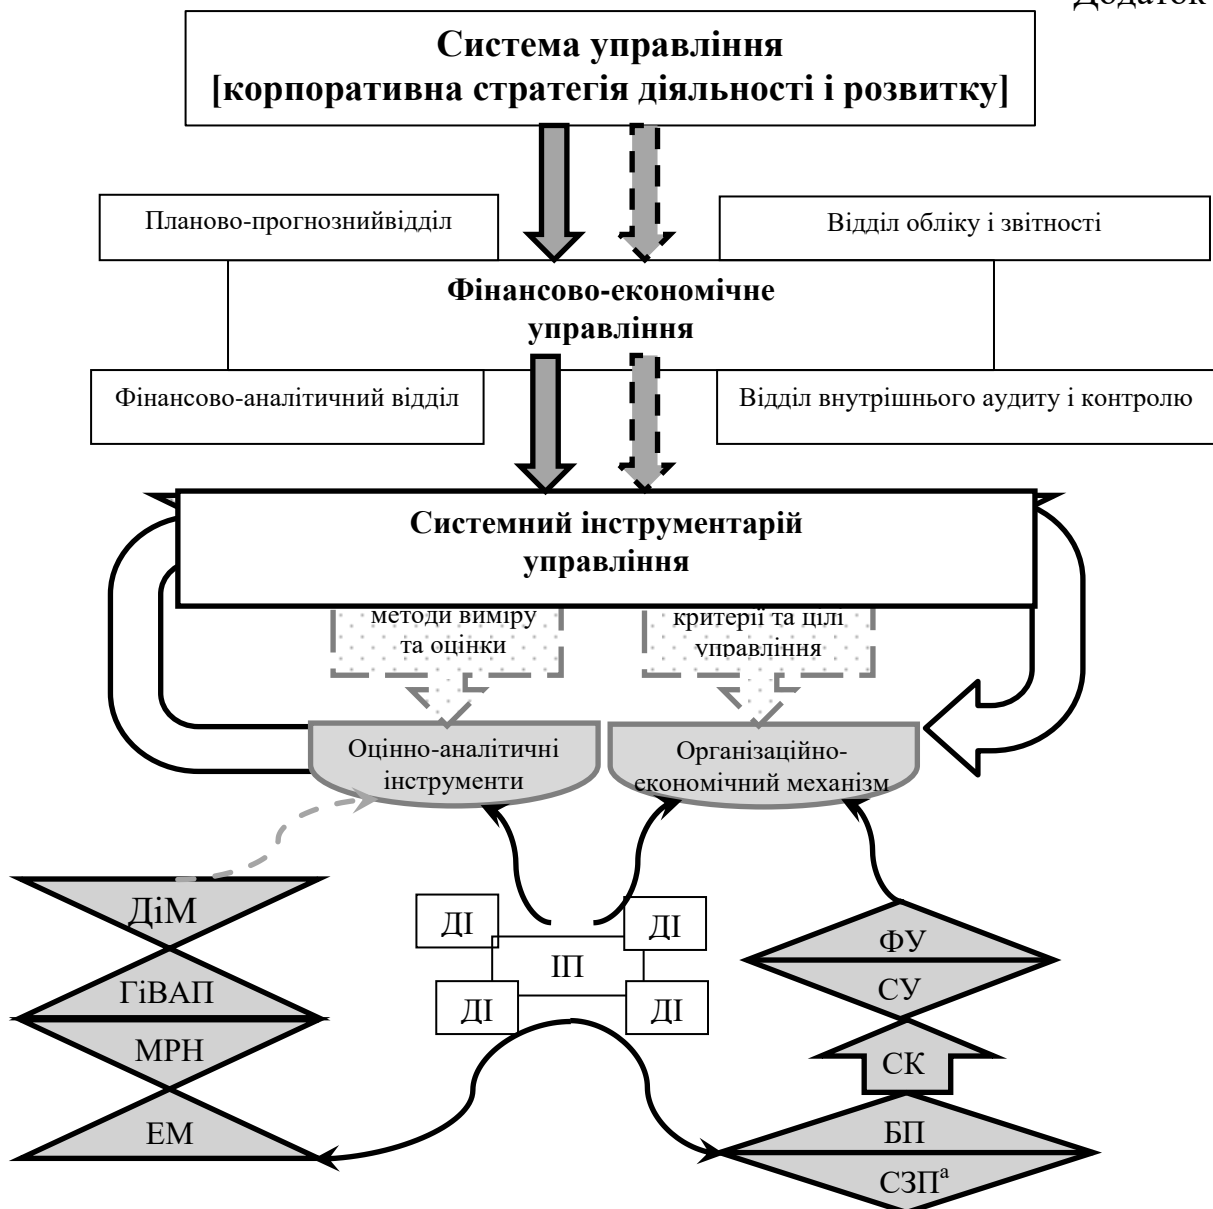 Додаток
Система управління
[корпоративна стратегія діяльності і розвитку]
Планово-прогнознийвідділ
Відділ обліку і звітності
Фінансово-економічне
управління
Фінансово-аналітичний відділ
Відділ внутрішнього аудиту і контролю
Системний інструментарій
управління
методи виміру
та оцінки
критерії та цілі
управління
Оцінно-аналітичні
інструменти
Організаційно-
економічний механізм
ДіМ
ГіВАП
МРН
ЕМ
ДІ
ДІ
ІП
ДІ
ДІ
ФУ
СУ
СК
БП
СЗПᵃ